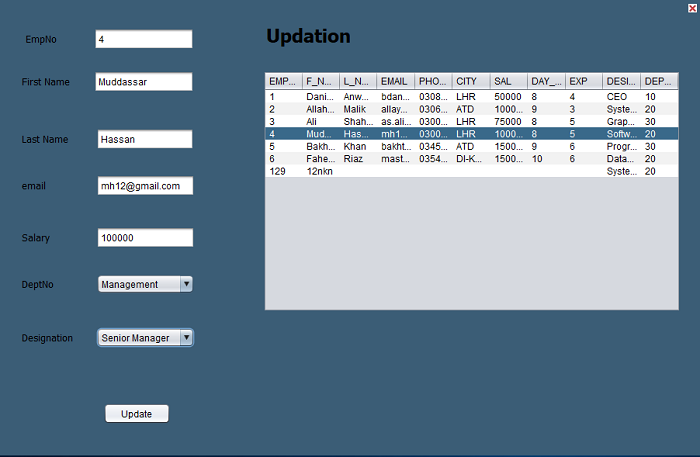 Updation
EmpNo 4
First Name Muddassar
Last Name Hassan
email mh12@gmail.com
Salary 100000
DeptNo Management
Designation Senior Manager
Update
EMP... F_N... L_N... EMAIL PHO... CITY SAL DAY_... EXP DESI... DEP...
1 Dani... Anw... bdan... 0308... LHR 50000 8 4 CEO 10
2 Allah... Malik allay... 0306... ATD 1000... 9 3 Syste... 20
3 Ali Shah... as.ali... 0300... LHR 75000 8 5 Grap... 30
4 Mud... Has... mh1... 0300... LHR 1000... 8 5 Softw... 20
5 Bakh... Khan bakht... 0345... ATD 1500... 9 6 Progr... 30
6 Fahe... Riaz mast... 0354... DI-K... 1500... 10 6 Data... 20
129 12nkn Syste... 20